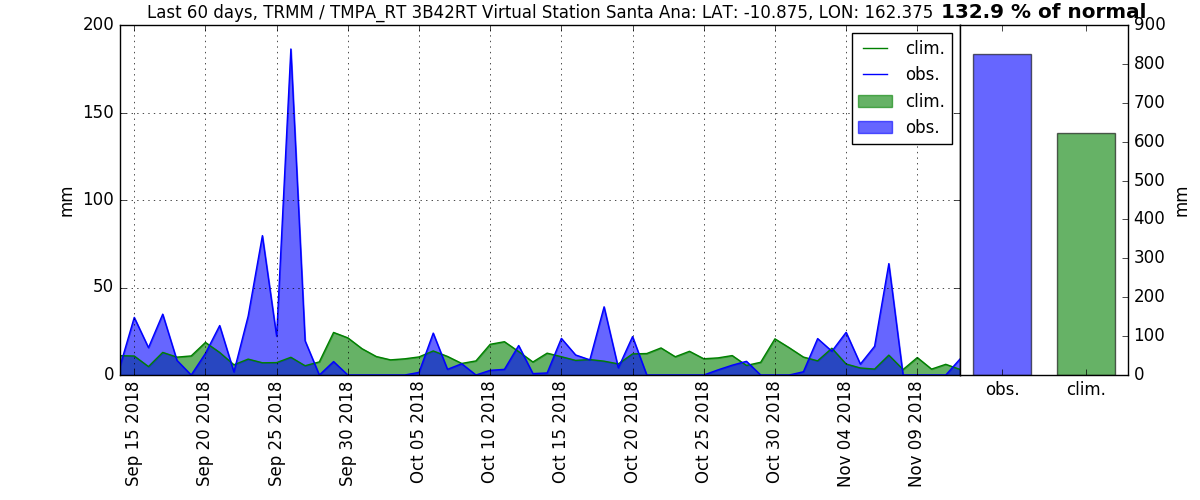 Last 60 days, TRMM / TMPA_RT 3B42RT Virtual Station Santa Ana: LAT: -10.875, LON: 162.375 132.9 % of normal
200
150
100
50
0
mm
clim.
obs.
clim.
obs.
900
800
700
600
500
400
300
200
100
0
mm
obs.
clim.
Sep 15 2018
Sep 20 2018
Sep 25 2018
Sep 30 2018
Oct 05 2018
Oct 10 2018
Oct 15 2018
Oct 20 2018
Oct 25 2018
Oct 30 2018
Nov 04 2018
Nov 09 2018